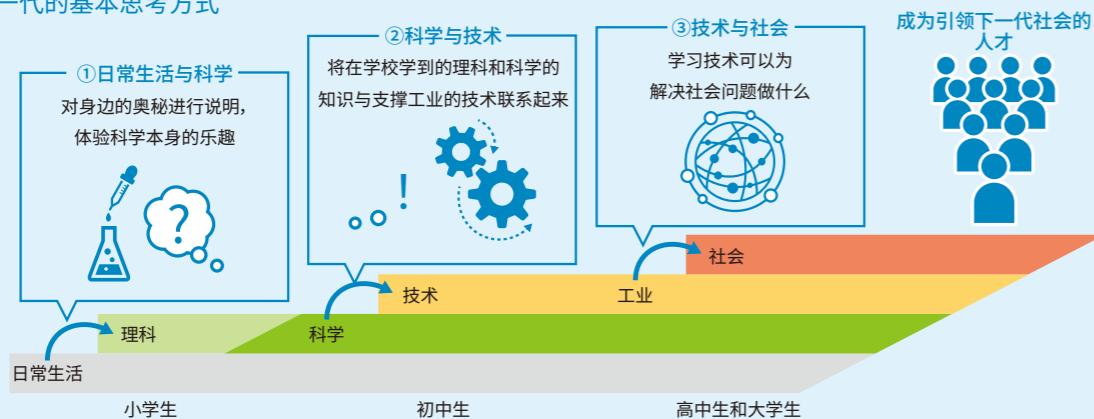 一代的基本思考方式
①日常生活与科学
对身边的奥秘进行说明，
体验科学本身的乐趣
?
②科学与技术
将在学校学到的理科和科学的
知识与支撑工业的技术联系起来
!
③技术与社会
学习技术可以为
解决社会问题做什么
成为引领下一代社会的
人才
社会
技术
工业
理科
科学
日常生活
小学生
初中生
高中生和大学生